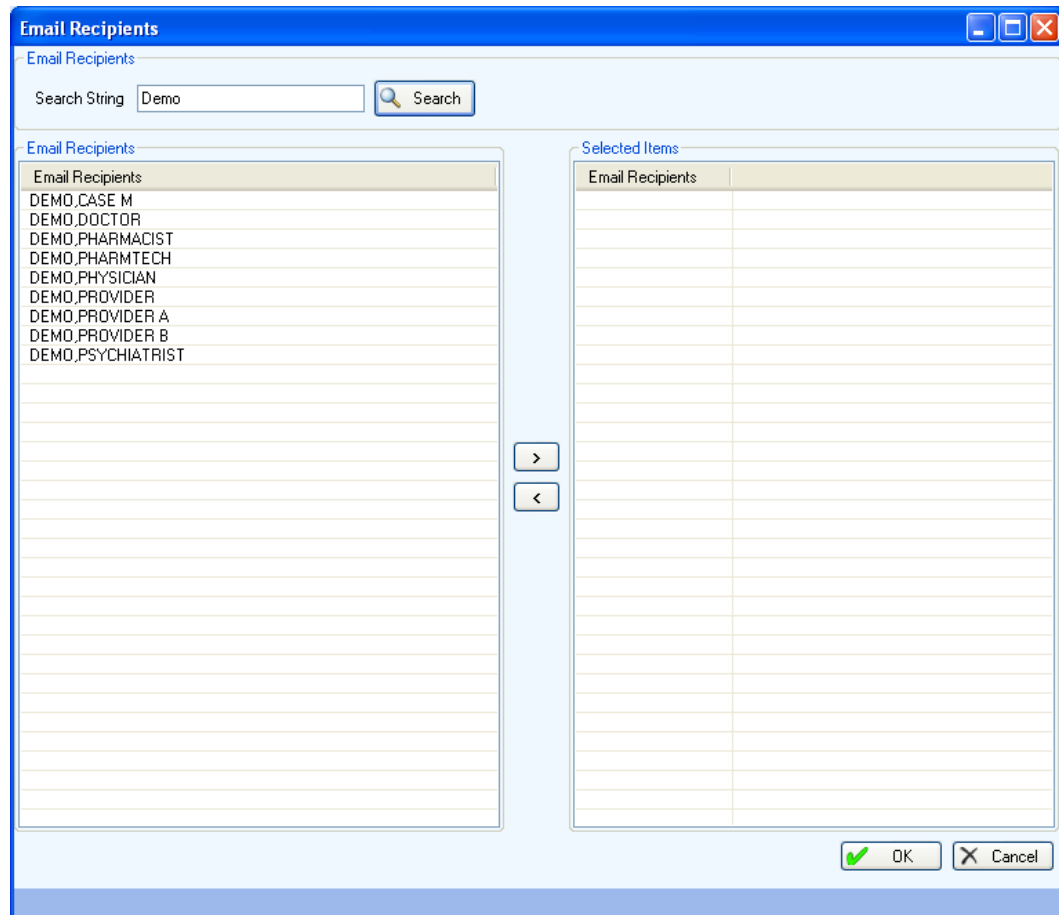 Email Recipients
Email Recipients
Search String Demo Search
Email Recipients
Email Recipients
DEMO,CASE M
DEMO,DOCTOR
DEMO,PHARMACIST
DEMO,PHARMTECH
DEMO,PHYSICIAN
DEMO,PROVIDER
DEMO,PROVIDER A
DEMO,PROVIDER B
DEMO,PSYCHIATRIST
>
<
Selected Items
Email Recipients
OK Cancel